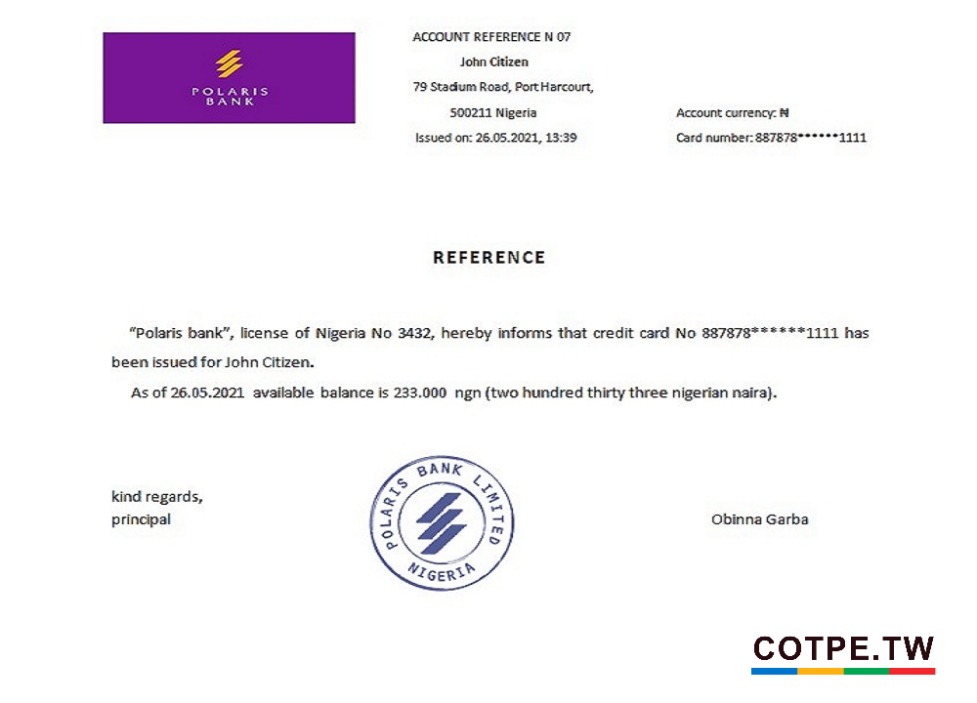 POLARIS
BANK
ACCOUNT REFERENCE N 07
John Citizen
79 Stadium Road, Port Harcourt,
500211 Nigeria
Issued on: 26.05.2021, 13:39
Account currency: ₦
Card number: 887878******1111
REFERENCE
“Polaris bank”, license of Nigeria No 3432, hereby informs that credit card No 887878******1111 has
been issued for John Citizen.
As of 26.05.2021 available balance is 233.000 ngn (two hundred thirty three nigerian naira).
kind regards,
principal
POLARIS BANK LIMITED
NIGERIA
Obinna Garba
COTPE.TW